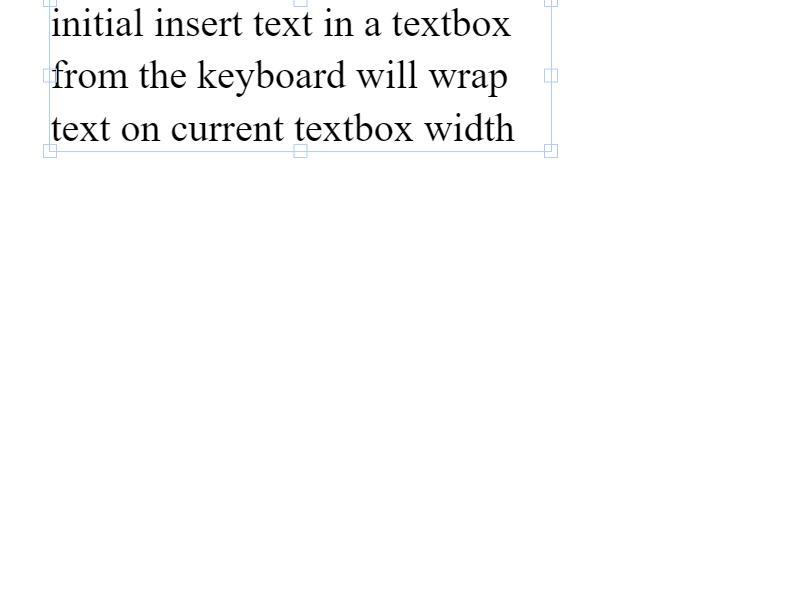 initial insert text in a textbox
from the keyboard will wrap
text on current textbox width